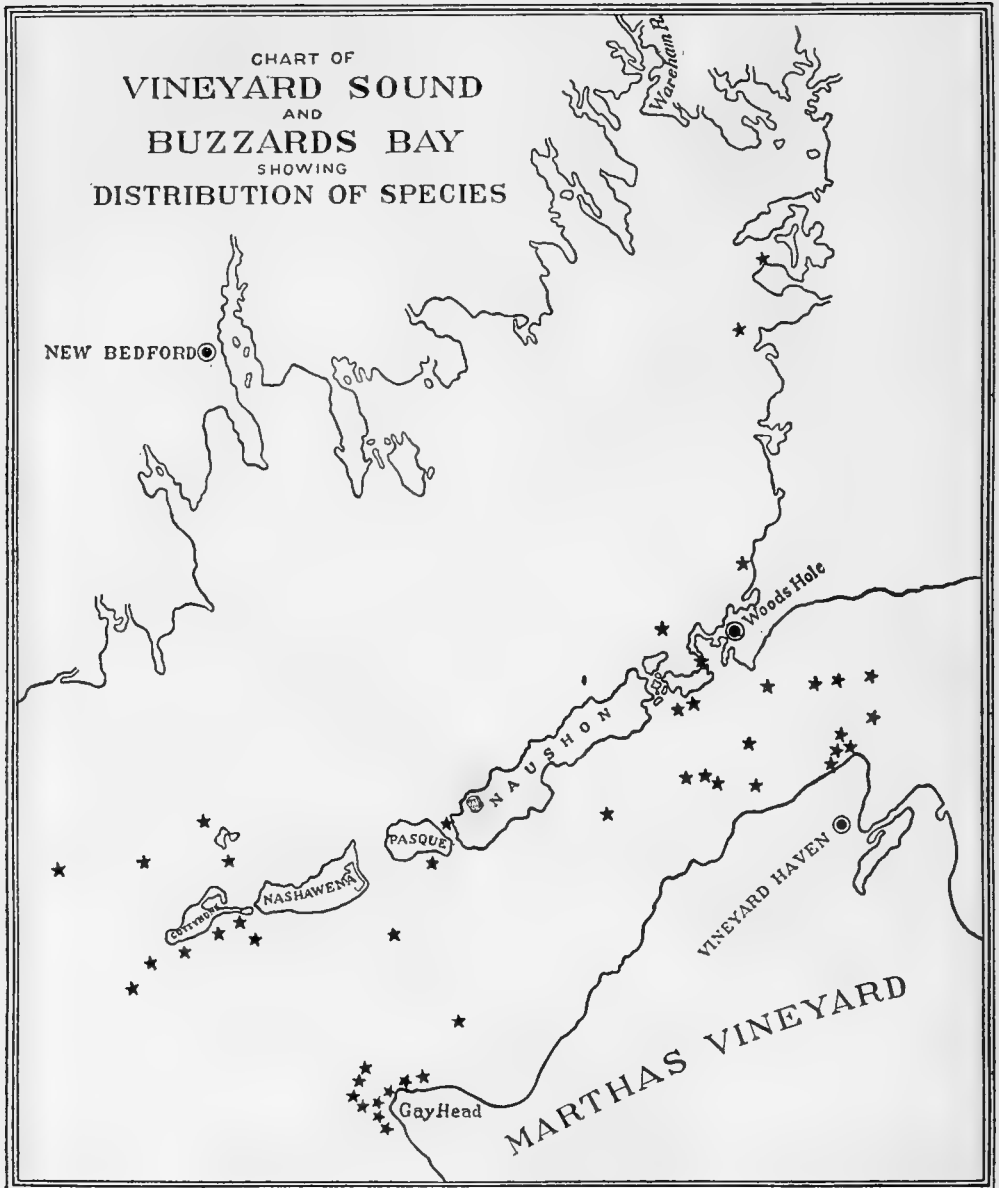 CHART OF
VINEYARD SOUND
AND
BUZZARDS BAY
SHOWING
DISTRIBUTION OF SPECIES
Wareham R.
NEW BEDFORD
Woods Hole
NAUSHON
PASQUE
NASHAWENA
CUTTYHUNK
VINEYARD HAVEN
MARTHAS VINEYARD
Gay Head